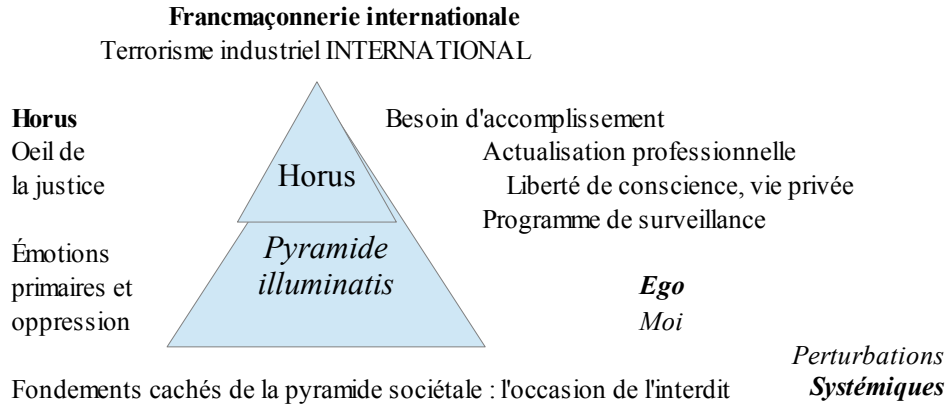 Francmaçonnerie internationale
Terrorisme industriel INTERNATIONAL
Horus
Oeil de
la justice
Horus
Besoin d'accomplissement
Actualisation professionnelle
Liberté de conscience, vie privée
Programme de surveillance
Émotions
primaires et
oppression
Pyramide
illuminatis
Ego
Moi
Perturbations
Systémiques
Fondements cachés de la pyramide sociétale : l'occasion de l'interdit